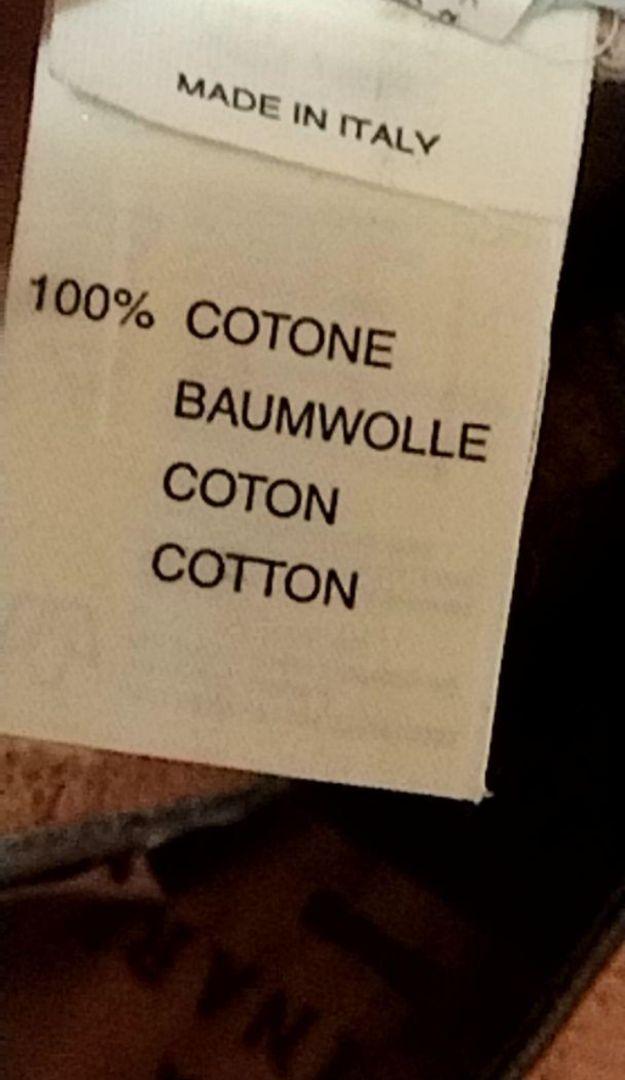 MADE IN ITALY
100% COTONE
BAUMWOLLE
COTON
COTTON